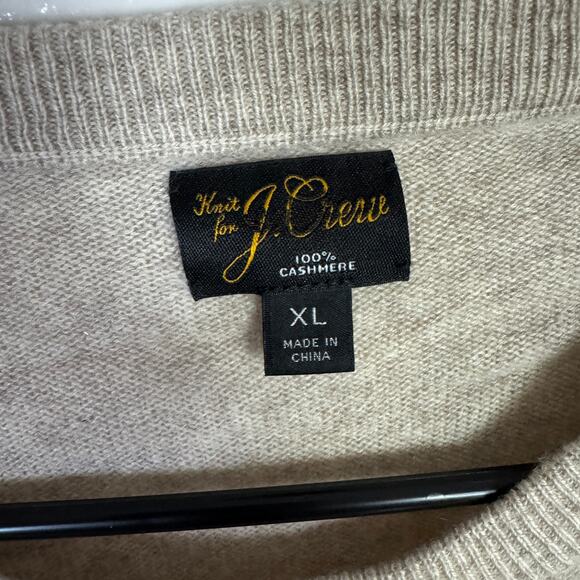 Knit
for J.Crew
100%
CASHMERE
XL
MADE IN
CHINA